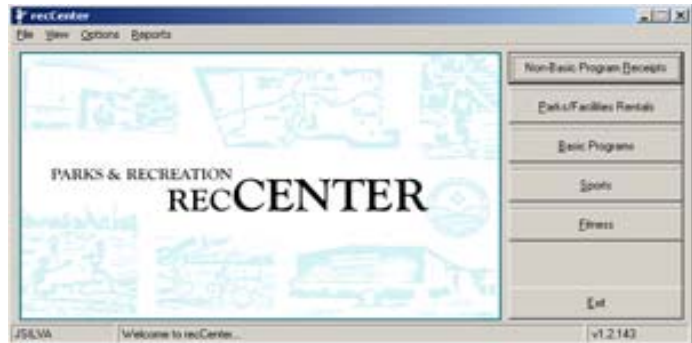 recCenter
File View Options Reports
Non-Basic Program Receipts
Parks/Facilities Rentals
Basic Programs
Sports
Fitness
Exit
PARKS & RECREATION
RECCENTER
JSILVA Welcome to recCenter... v1.2.143